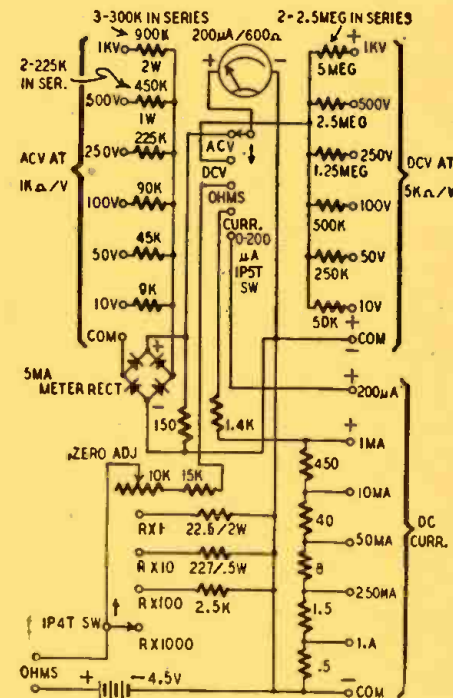 3-300K IN SERIES
200μA/600Ω
2-2.5MEG IN SERIES
900K
1KV
2W
2-225K
IN SER.
450K
500V
1W
225K
250V
ACV AT
1KΩ/V
90K
100V
45K
50V
9K
10V
COM
+
-
5MA
METER RECT
150
+
-
ACV
DCV
OHMS
CURR.
0-200
μA
1P5T
SW
1.4K
+
1KV
5 MEG
500V
2.5MEG
250V
1.25MEG
DCV AT
5KΩ/V
100V
500K
50V
250K
10V
50K
+
COM
-
+
200μA
+
1MA
450
10MA
40
50MA
8
DC
CURR.
250MA
1.5
1.A
.5
-
COM
ZERO ADJ
10K
15K
RX1
22.6/2W
RX10
227/.5W
RX100
2.5K
1P4T SW
RX1000
OHMS
+
-4.5V